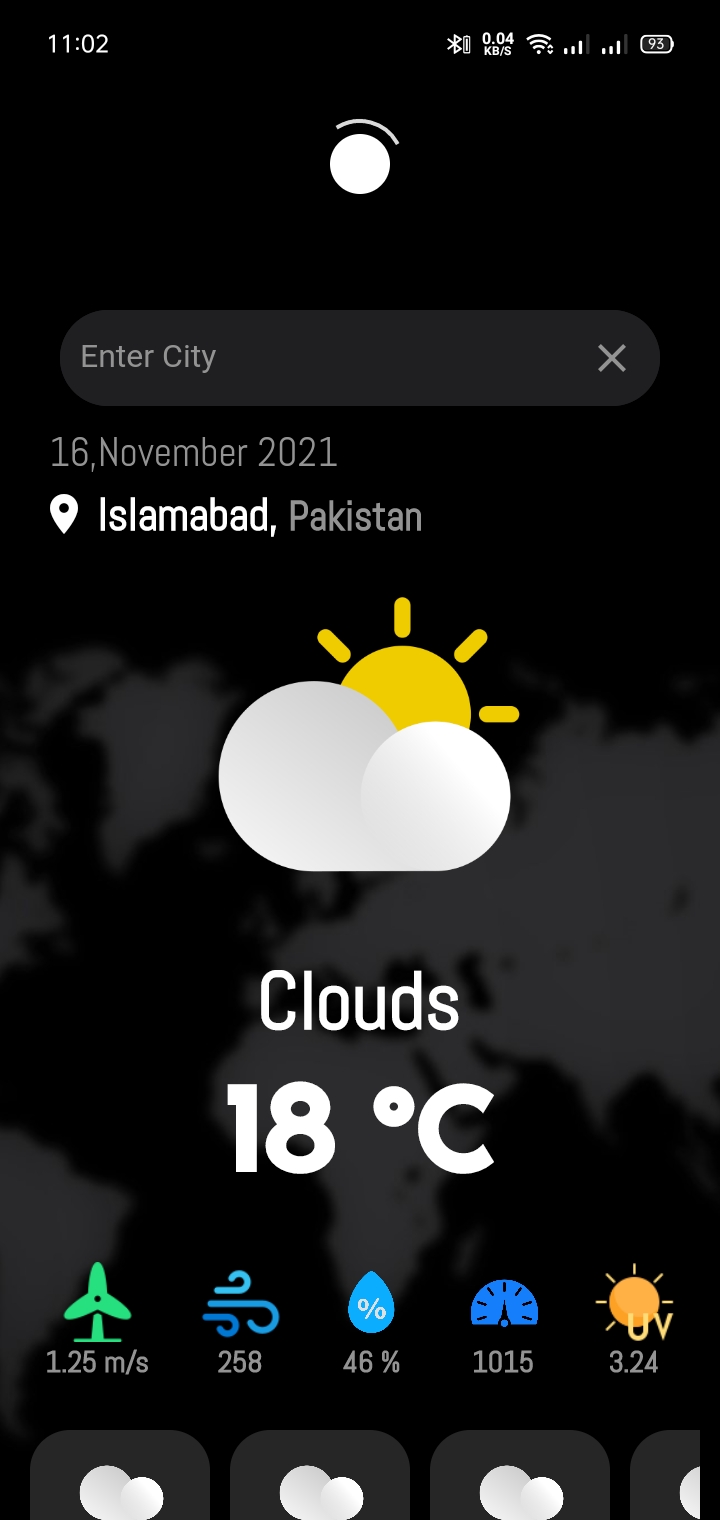 11:02
0.04
KB/S
93
Enter City
16,November 2021
Islamabad, Pakistan
Clouds
18 °C
%
UV
1.25 m/s 258 46 % 1015 3.24